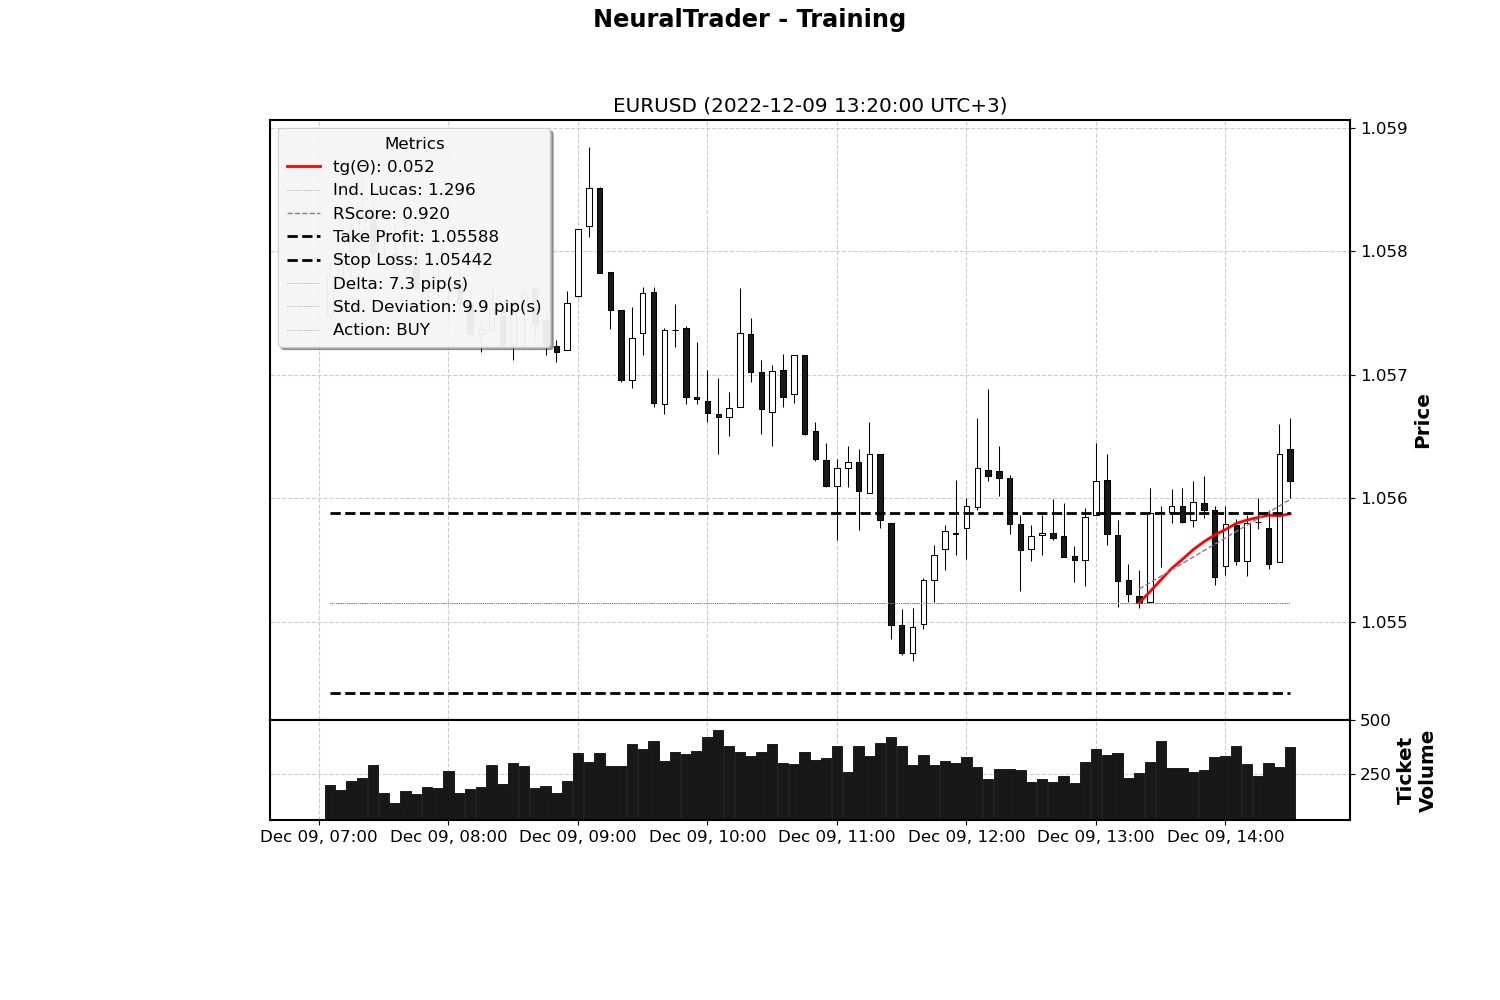 NeuralTrader - Training
EURUSD (2022-12-09 13:20:00 UTC+3)
Metrics
tg(Θ): 0.052
Ind. Lucas: 1.296
RScore: 0.920
Take Profit: 1.05588
Stop Loss: 1.05442
Delta: 7.3 pip(s)
Std. Deviation: 9.9 pip(s)
Action: BUY
1.059
1.058
1.057
1.056
1.055
Price
500
250
Ticket
Volume
Dec 09, 07:00 Dec 09, 08:00 Dec 09, 09:00 Dec 09, 10:00 Dec 09, 11:00 Dec 09, 12:00 Dec 09, 13:00 Dec 09, 14:00